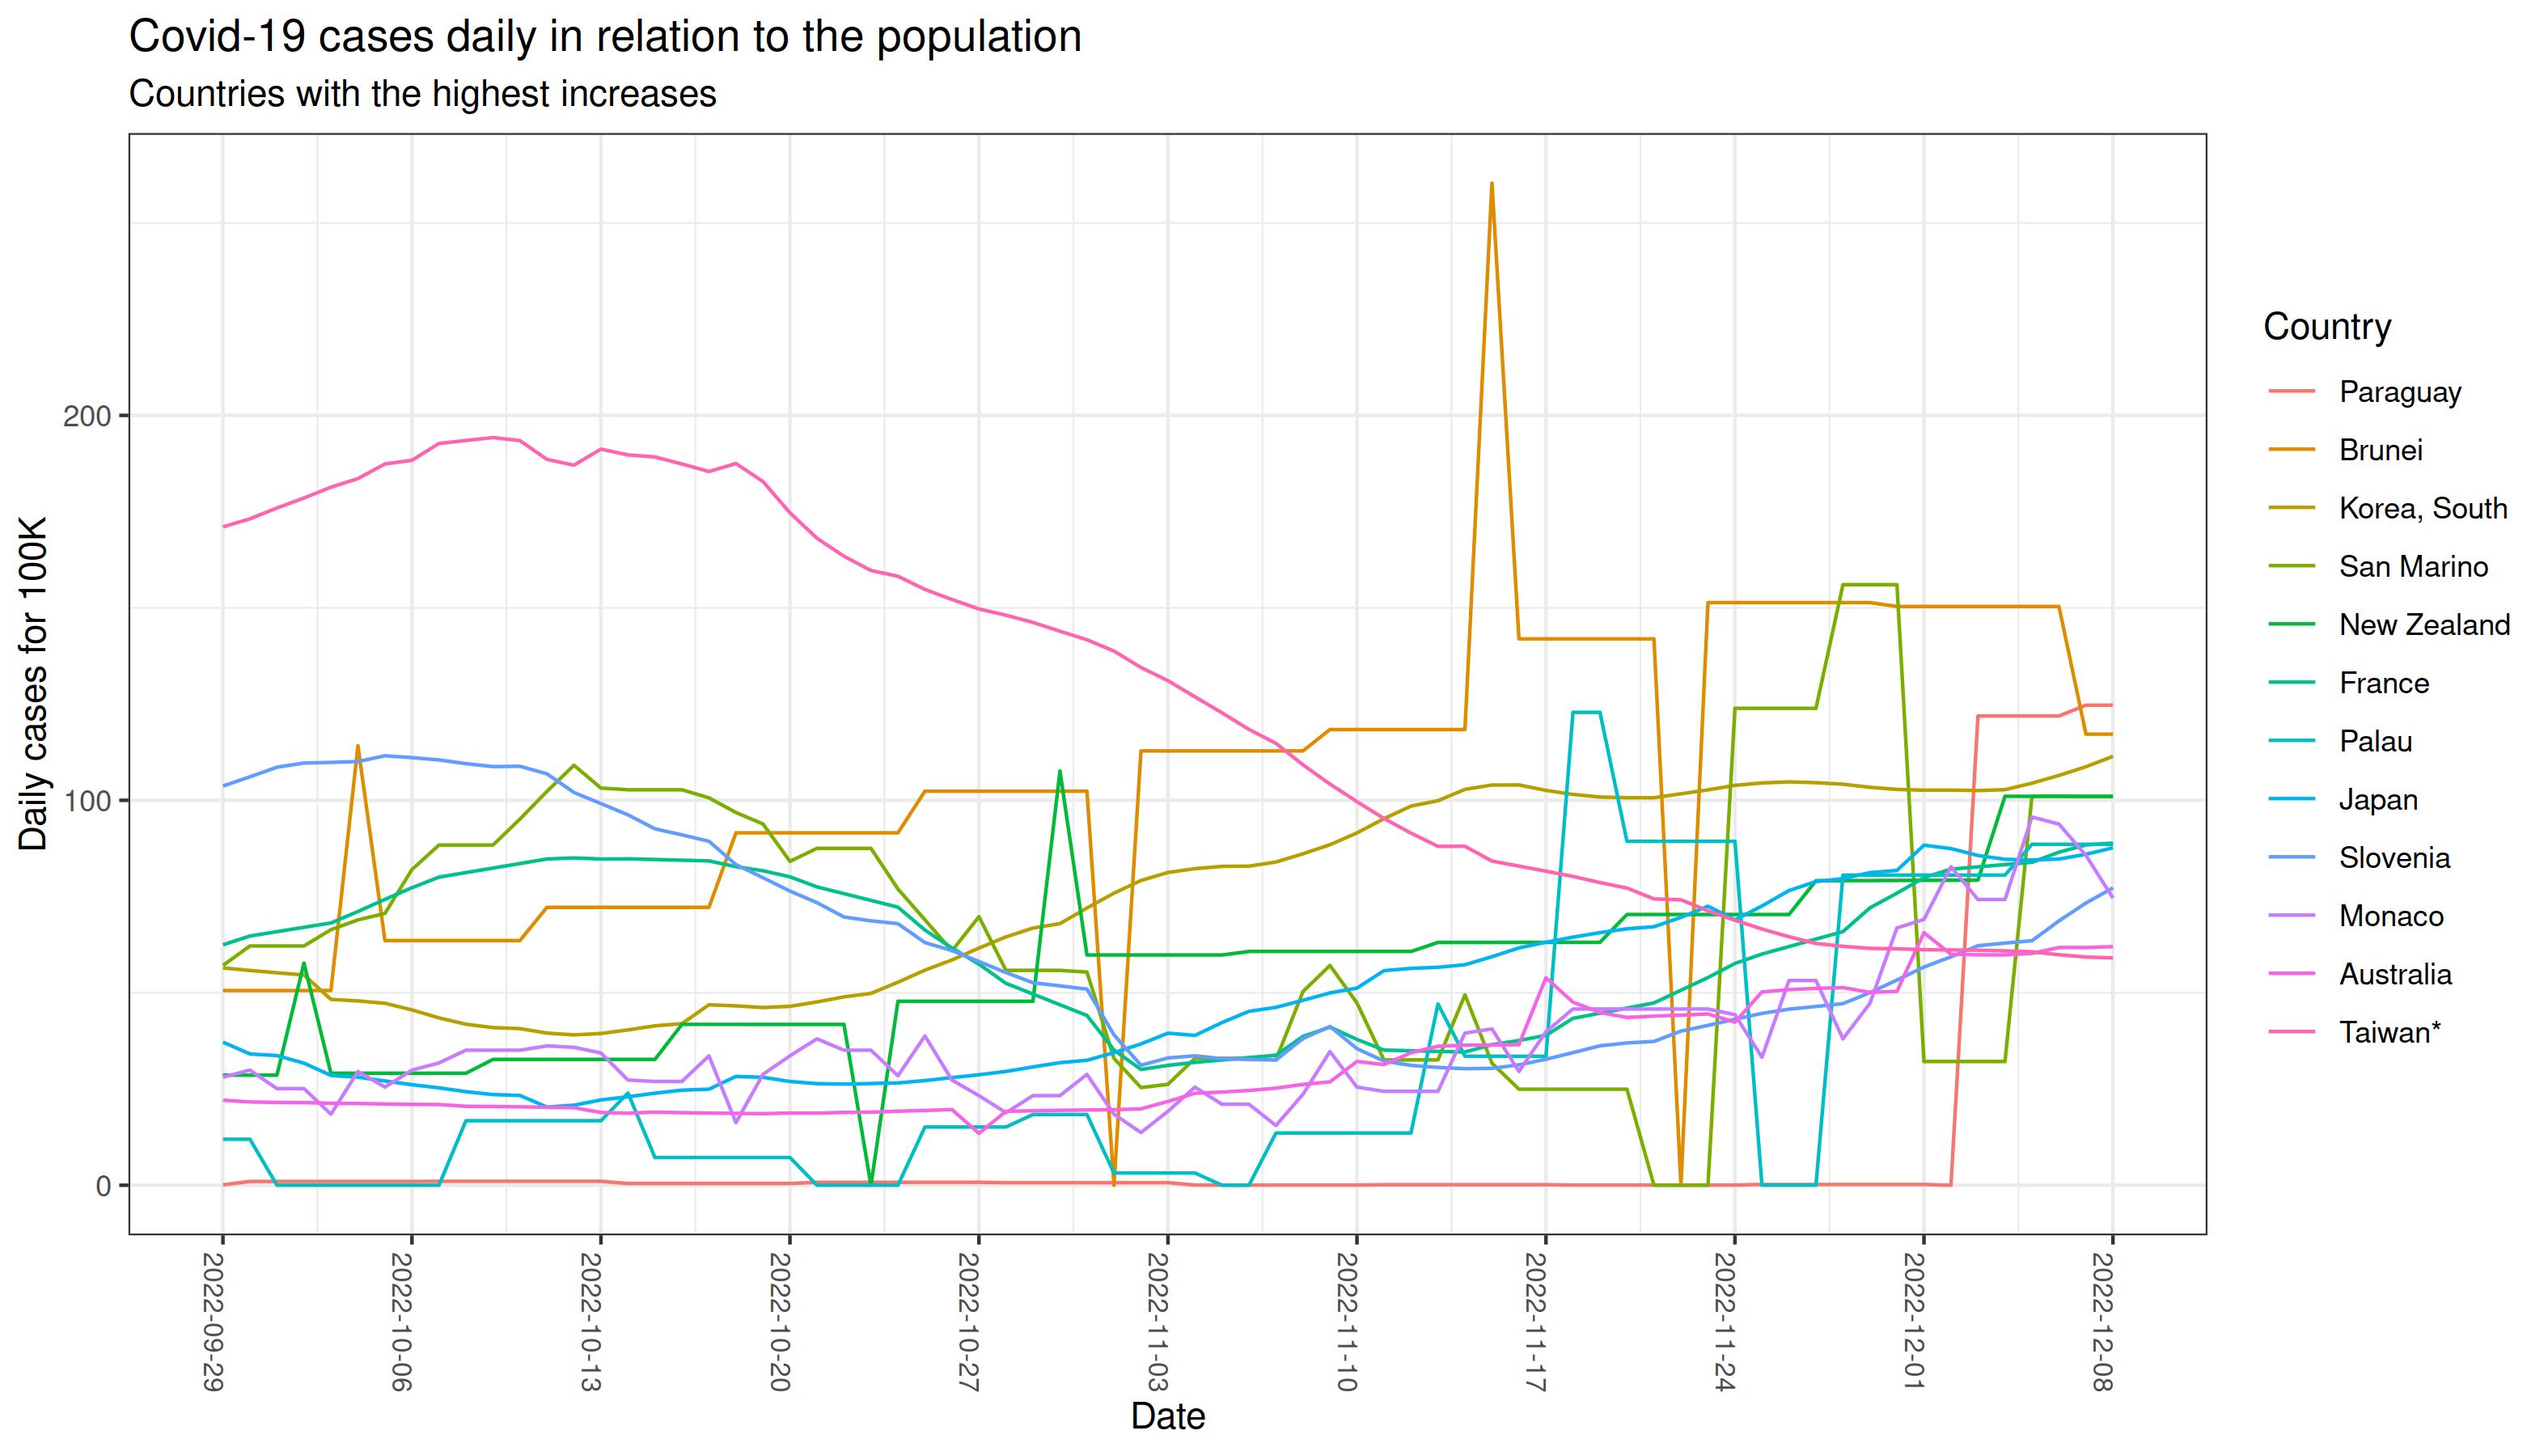 Covid-19 cases daily in relation to the population
Countries with the highest increases
Daily cases for 100K
200
100
0
2022-09-29
2022-10-06
2022-10-13
2022-10-20
2022-10-27
2022-11-03
2022-11-10
2022-11-17
2022-11-24
2022-12-01
2022-12-08
Date
Country
Paraguay
Brunei
Korea, South
San Marino
New Zealand
France
Palau
Japan
Slovenia
Monaco
Australia
Taiwan*